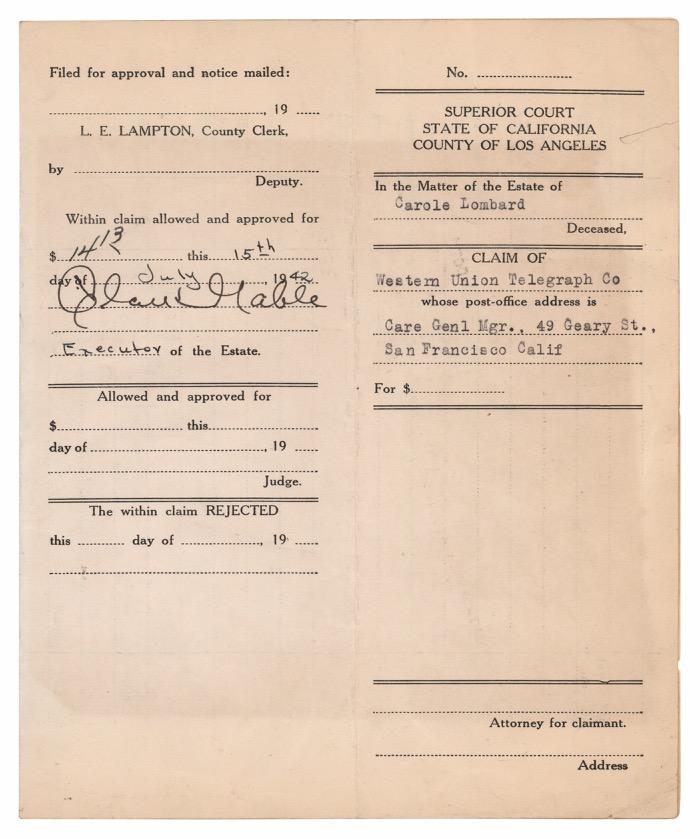 Filed for approval and notice mailed:
............................................, 19 ......
L. E. LAMPTON, County Clerk,
by ............................................
Deputy.
Within claim allowed and approved for
$ 14 13 this 15th
day of July, 1942
Clark Gable
Executor of the Estate.
Allowed and approved for
$............................ this............................
day of ............................, 19 ......
Judge.
The within claim REJECTED
this .......... day of ................, 19 ......
No. ......................
SUPERIOR COURT
STATE OF CALIFORNIA
COUNTY OF LOS ANGELES
In the Matter of the Estate of
Carole Lombard
Deceased,
CLAIM OF
Western Union Telegraph Co
whose post-office address is
Care Genl Mgr., 49 Geary St.,
San Francisco Calif
For $......................
Attorney for claimant.
Address